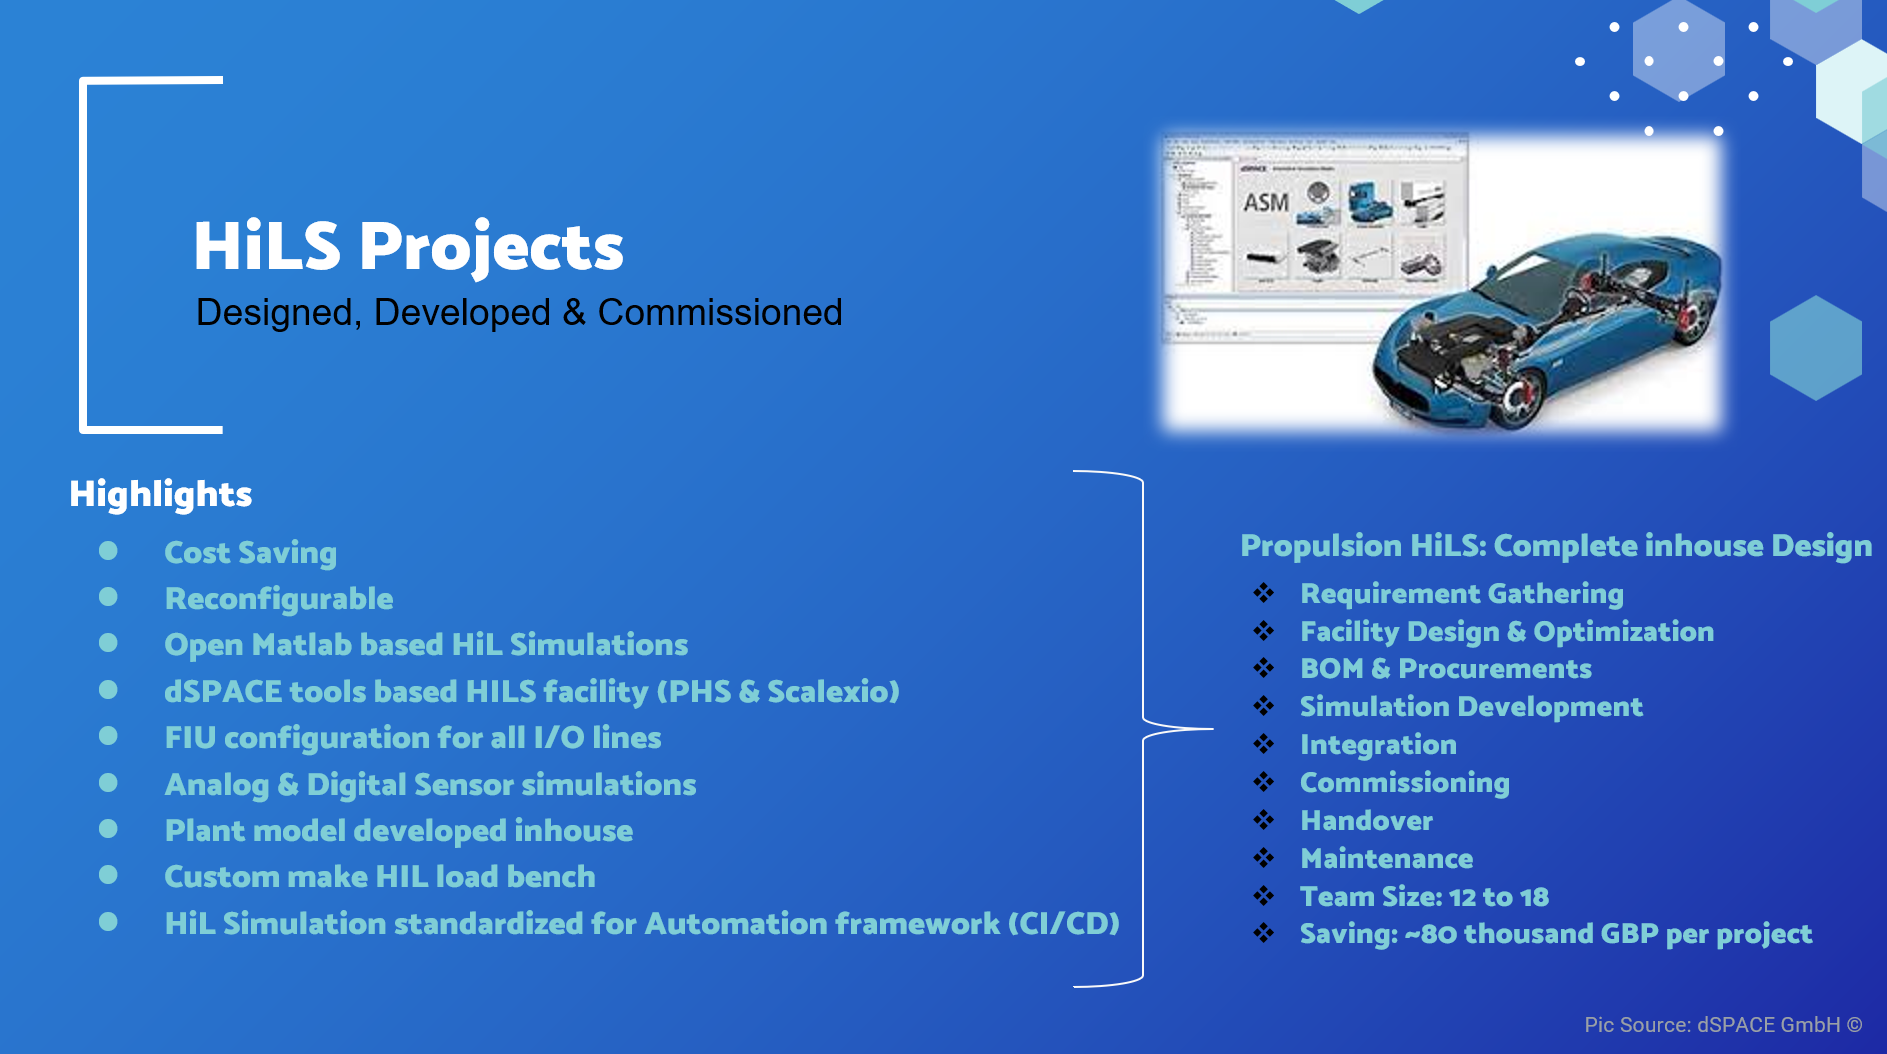 HiLS Projects
Designed, Developed & Commissioned
dSPACE
ASM
Highlights
Cost Saving
Reconfigurable
Open Matlab based HiL Simulations
dSPACE tools based HILS facility (PHS & Scalexio)
FIU configuration for all I/O lines
Analog & Digital Sensor simulations
Plant model developed inhouse
Custom make HIL load bench
HiL Simulation standardized for Automation framework (CI/CD)
Propulsion HiLS: Complete inhouse Design
Requirement Gathering
Facility Design & Optimization
BOM & Procurements
Simulation Development
Integration
Commissioning
Handover
Maintenance
Team Size: 12 to 18
Saving: ~80 thousand GBP per project
Pic Source: dSPACE GmbH ©